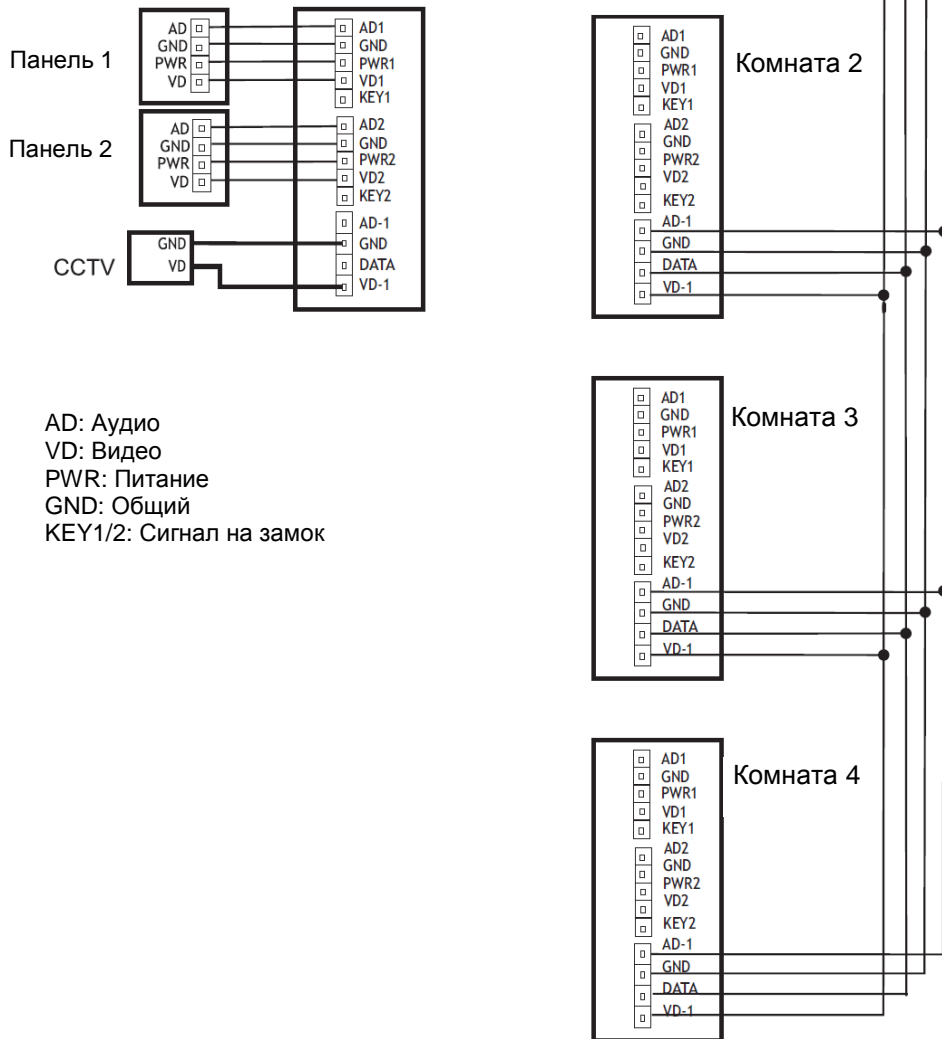 Панель 1
AD
GND
PWR
VD
AD1
GND
PWR1
VD1
KEY1
Панель 2
AD
GND
PWR
VD
AD2
GND
PWR2
VD2
KEY2
CCTV
GND
VD
AD-1
GND
DATA
VD-1
AD: Аудио
VD: Видео
PWR: Питание
GND: Общий
KEY1/2: Сигнал на замок
Комната 2
AD1
GND
PWR1
VD1
KEY1
AD2
GND
PWR2
VD2
KEY2
AD-1
GND
DATA
VD-1
Комната 3
AD1
GND
PWR1
VD1
KEY1
AD2
GND
PWR2
VD2
KEY2
AD-1
GND
DATA
VD-1
Комната 4
AD1
GND
PWR1
VD1
KEY1
AD2
GND
PWR2
VD2
KEY2
AD-1
GND
DATA
VD-1